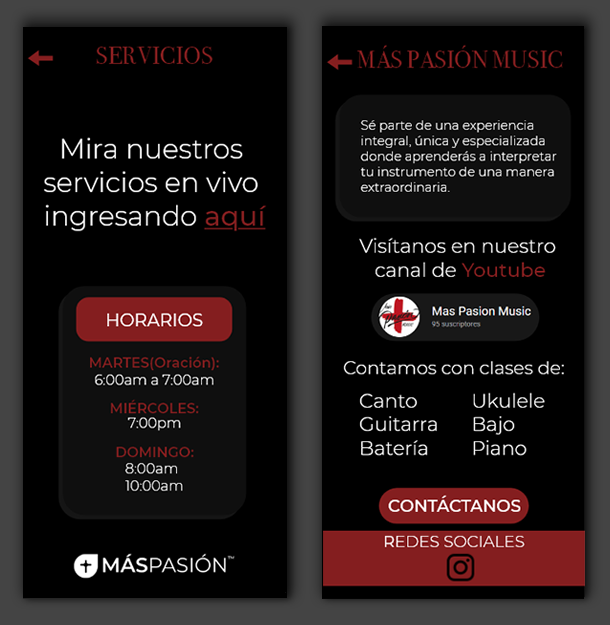 SERVICIOS
Mira nuestros
servicios en vivo
ingresando aquí
HORARIOS
MARTES(Oración):
6:00am a 7:00am
MIÉRCOLES:
7:00pm
DOMINGO:
8:00am
10:00am
MÁSPASIÓN™
MÁS PASIÓN MUSIC
Sé parte de una experiencia
integral, única y especializada
donde aprenderás a interpretar
tu instrumento de una manera
extraordinaria.
Visítanos en nuestro
canal de Youtube
Mas Pasion Music
95 suscriptores
Contamos con clases de:
Canto Ukulele
Guitarra Bajo
Batería Piano
CONTÁCTANOS
REDES SOCIALES